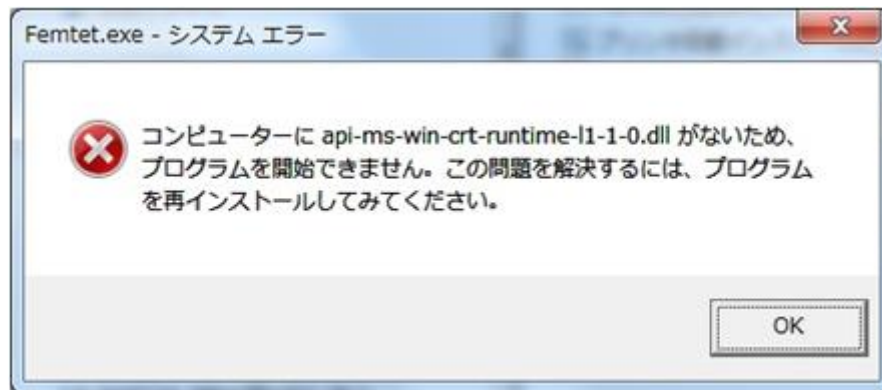 Femtet.exe - システム エラー
コンピューターに api-ms-win-crt-runtime-l1-1-0.dll がないため、
プログラムを開始できません。この問題を解決するには、プログラム
を再インストールしてみてください。
OK